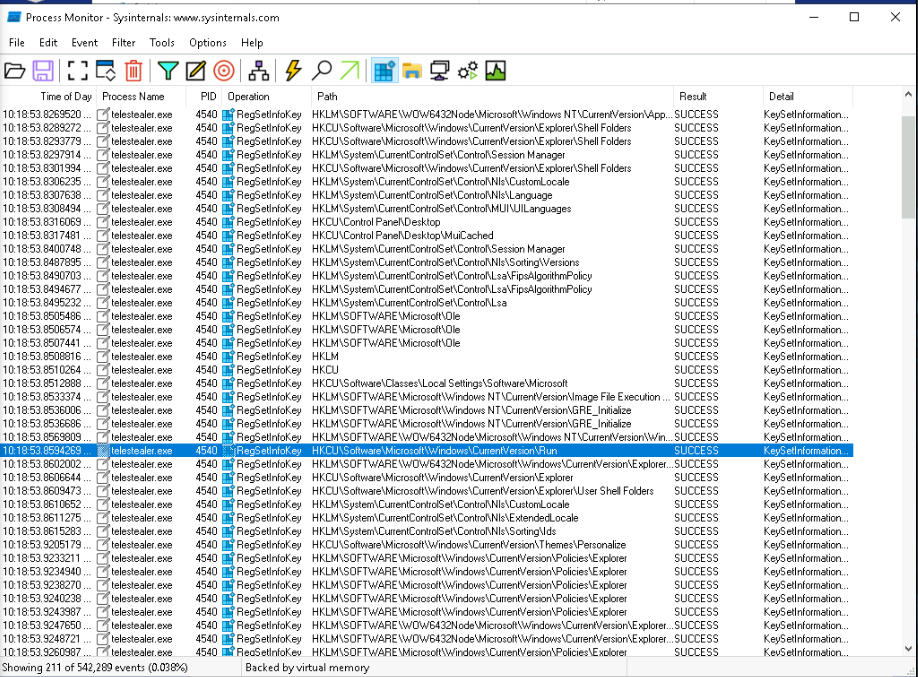 Process Monitor - Sysinternals: www.sysinternals.com
File Edit Event Filter Tools Options Help
Time of Day Process Name PID Operation Path Result Detail
10:18:53.8269520 ... telestealer.exe 4540 RegSetInfoKey HKLM\SOFTWARE\WOW6432Node\Microsoft\Windows NT\CurrentVersion\App... SUCCESS KeySetInformation...
10:18:53.8289272 ... telestealer.exe 4540 RegSetInfoKey HKCU\Software\Microsoft\Windows\CurrentVersion\Explorer\Shell Folders SUCCESS KeySetInformation...
10:18:53.8293779 ... telestealer.exe 4540 RegSetInfoKey HKCU\Software\Microsoft\Windows\CurrentVersion\Explorer\Shell Folders SUCCESS KeySetInformation...
10:18:53.8297914 ... telestealer.exe 4540 RegSetInfoKey HKLM\System\CurrentControlSet\Control\Session Manager SUCCESS KeySetInformation...
10:18:53.8301994 ... telestealer.exe 4540 RegSetInfoKey HKCU\Software\Microsoft\Windows\CurrentVersion\Explorer\Shell Folders SUCCESS KeySetInformation...
10:18:53.8306235 ... telestealer.exe 4540 RegSetInfoKey HKLM\System\CurrentControlSet\Control\Nls\CustomLocale SUCCESS KeySetInformation...
10:18:53.8307638 ... telestealer.exe 4540 RegSetInfoKey HKLM\System\CurrentControlSet\Control\Nls\Language SUCCESS KeySetInformation...
10:18:53.8308494 ... telestealer.exe 4540 RegSetInfoKey HKLM\System\CurrentControlSet\Control\MUI\UILanguages SUCCESS KeySetInformation...
10:18:53.8316069 ... telestealer.exe 4540 RegSetInfoKey HKCU\Control Panel\Desktop SUCCESS KeySetInformation...
10:18:53.8317481 ... telestealer.exe 4540 RegSetInfoKey HKCU\Control Panel\Desktop\MuiCached SUCCESS KeySetInformation...
10:18:53.8400748 ... telestealer.exe 4540 RegSetInfoKey HKLM\System\CurrentControlSet\Control\Session Manager SUCCESS KeySetInformation...
10:18:53.8487895 ... telestealer.exe 4540 RegSetInfoKey HKLM\System\CurrentControlSet\Control\Nls\Sorting\Versions SUCCESS KeySetInformation...
10:18:53.8490703 ... telestealer.exe 4540 RegSetInfoKey HKLM\System\CurrentControlSet\Control\Lsa\FipsAlgorithmPolicy SUCCESS KeySetInformation...
10:18:53.8494677 ... telestealer.exe 4540 RegSetInfoKey HKLM\System\CurrentControlSet\Control\Lsa\FipsAlgorithmPolicy SUCCESS KeySetInformation...
10:18:53.8495232 ... telestealer.exe 4540 RegSetInfoKey HKLM\System\CurrentControlSet\Control\Lsa SUCCESS KeySetInformation...
10:18:53.8505486 ... telestealer.exe 4540 RegSetInfoKey HKLM\SOFTWARE\Microsoft\Ole SUCCESS KeySetInformation...
10:18:53.8506574 ... telestealer.exe 4540 RegSetInfoKey HKLM\SOFTWARE\Microsoft\Ole SUCCESS KeySetInformation...
10:18:53.8507441 ... telestealer.exe 4540 RegSetInfoKey HKLM\SOFTWARE\Microsoft\Ole SUCCESS KeySetInformation...
10:18:53.8508816 ... telestealer.exe 4540 RegSetInfoKey HKLM SUCCESS KeySetInformation...
10:18:53.8510264 ... telestealer.exe 4540 RegSetInfoKey HKCU SUCCESS KeySetInformation...
10:18:53.8512888 ... telestealer.exe 4540 RegSetInfoKey HKCU\Software\Classes\Local Settings\Software\Microsoft SUCCESS KeySetInformation...
10:18:53.8533374 ... telestealer.exe 4540 RegSetInfoKey HKLM\SOFTWARE\Microsoft\Windows NT\CurrentVersion\Image File Execution ... SUCCESS KeySetInformation...
10:18:53.8536006 ... telestealer.exe 4540 RegSetInfoKey HKLM\SOFTWARE\Microsoft\Windows NT\CurrentVersion\GRE_Initialize SUCCESS KeySetInformation...
10:18:53.8536686 ... telestealer.exe 4540 RegSetInfoKey HKLM\SOFTWARE\Microsoft\Windows NT\CurrentVersion\GRE_Initialize SUCCESS KeySetInformation...
10:18:53.8569809 ... telestealer.exe 4540 RegSetInfoKey HKLM\SOFTWARE\WOW6432Node\Microsoft\Windows NT\CurrentVersion\Win... SUCCESS KeySetInformation...
10:18:53.8594269 ... telestealer.exe 4540 RegSetInfoKey HKCU\Software\Microsoft\Windows\CurrentVersion\Run SUCCESS KeySetInformation...
10:18:53.8602002 ... telestealer.exe 4540 RegSetInfoKey HKLM\SOFTWARE\WOW6432Node\Microsoft\Windows\CurrentVersion\Explorer... SUCCESS KeySetInformation...
10:18:53.8606644 ... telestealer.exe 4540 RegSetInfoKey HKCU\Software\Microsoft\Windows\CurrentVersion\Explorer SUCCESS KeySetInformation...
10:18:53.8609473 ... telestealer.exe 4540 RegSetInfoKey HKCU\Software\Microsoft\Windows\CurrentVersion\Explorer\User Shell Folders SUCCESS KeySetInformation...
10:18:53.8610652 ... telestealer.exe 4540 RegSetInfoKey HKLM\System\CurrentControlSet\Control\Nls\CustomLocale SUCCESS KeySetInformation...
10:18:53.8611275 ... telestealer.exe 4540 RegSetInfoKey HKLM\System\CurrentControlSet\Control\Nls\ExtendedLocale SUCCESS KeySetInformation...
10:18:53.8615283 ... telestealer.exe 4540 RegSetInfoKey HKLM\System\CurrentControlSet\Control\Nls\Sorting\Ids SUCCESS KeySetInformation...
10:18:53.9205179 ... telestealer.exe 4540 RegSetInfoKey HKCU\Software\Microsoft\Windows\CurrentVersion\Themes\Personalize SUCCESS KeySetInformation...
10:18:53.9233211 ... telestealer.exe 4540 RegSetInfoKey HKLM\SOFTWARE\Microsoft\Windows\CurrentVersion\Policies\Explorer SUCCESS KeySetInformation...
10:18:53.9234940 ... telestealer.exe 4540 RegSetInfoKey HKLM\SOFTWARE\Microsoft\Windows\CurrentVersion\Policies\Explorer SUCCESS KeySetInformation...
10:18:53.9238270 ... telestealer.exe 4540 RegSetInfoKey HKLM\SOFTWARE\Microsoft\Windows\CurrentVersion\Policies\Explorer SUCCESS KeySetInformation...
10:18:53.9240238 ... telestealer.exe 4540 RegSetInfoKey HKLM\SOFTWARE\Microsoft\Windows\CurrentVersion\Policies\Explorer SUCCESS KeySetInformation...
10:18:53.9243987 ... telestealer.exe 4540 RegSetInfoKey HKLM\SOFTWARE\Microsoft\Windows\CurrentVersion\Policies\Explorer SUCCESS KeySetInformation...
10:18:53.9247650 ... telestealer.exe 4540 RegSetInfoKey HKLM\SOFTWARE\WOW6432Node\Microsoft\Windows\CurrentVersion\Explorer... SUCCESS KeySetInformation...
10:18:53.9248721 ... telestealer.exe 4540 RegSetInfoKey HKLM\SOFTWARE\WOW6432Node\Microsoft\Windows\CurrentVersion\Explorer... SUCCESS KeySetInformation...
10:18:53.9260987 ... telestealer.exe 4540 RegSetInfoKey HKLM\SOFTWARE\Microsoft\Windows\CurrentVersion\Policies\Explorer SUCCESS KeySetInformation...
Showing 211 of 542,289 events (0.038%) Backed by virtual memory